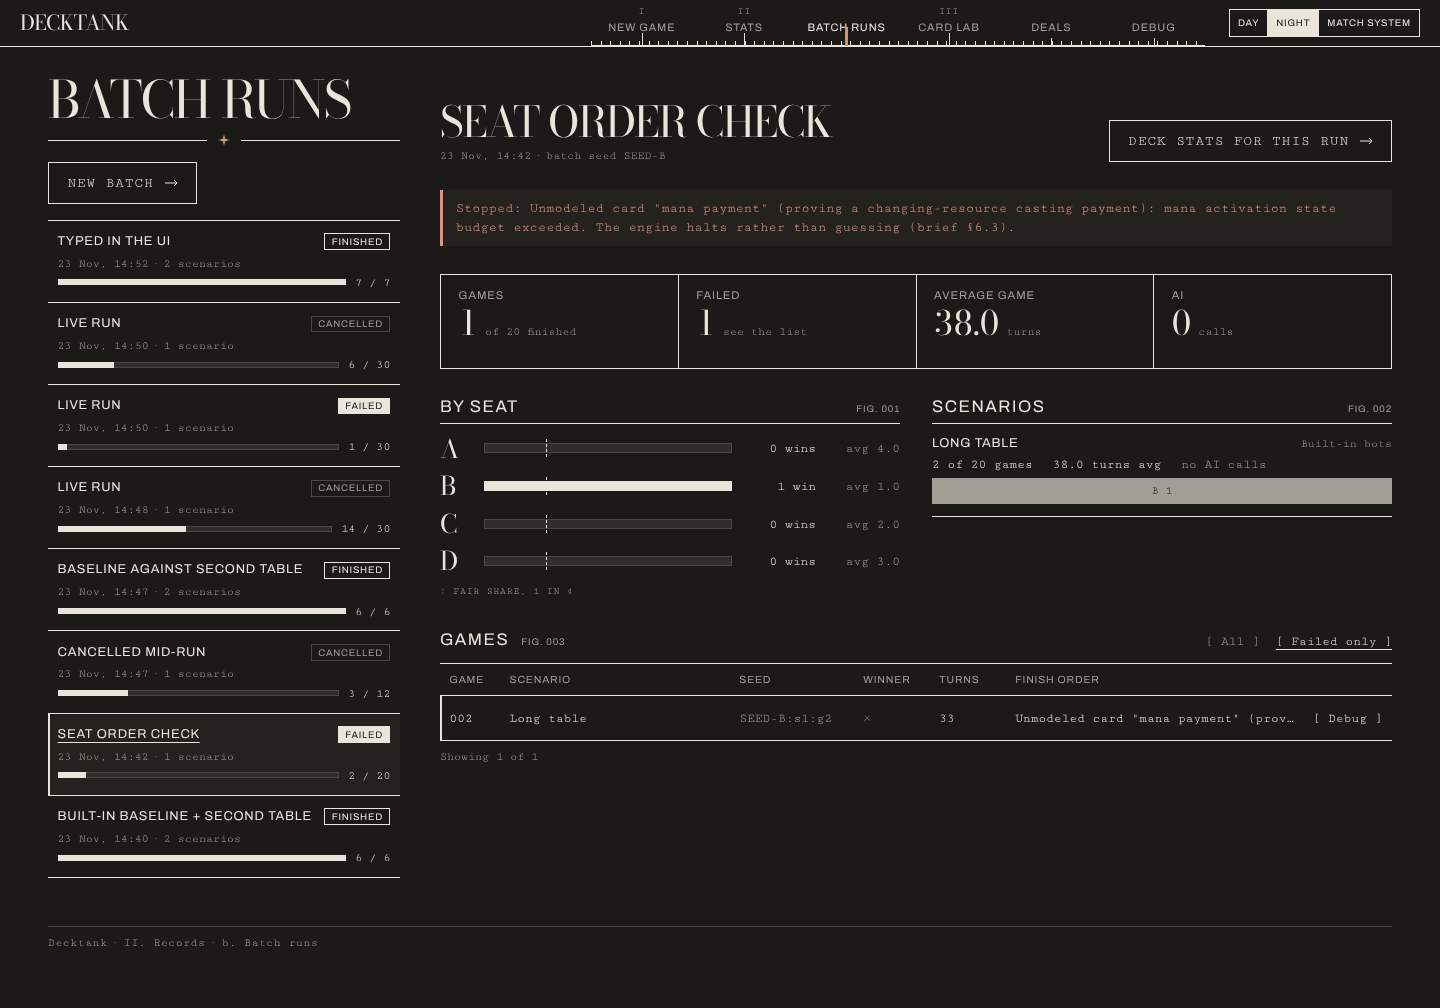 DECKTANK
I
NEW GAME
II
STATS
BATCH RUNS
III
CARD LAB
DEALS
DEBUG
DAY
NIGHT
MATCH SYSTEM
BATCH RUNS
NEW BATCH →
TYPED IN THE UI
FINISHED
23 Nov, 14:52 · 2 scenarios
7 / 7
LIVE RUN
CANCELLED
23 Nov, 14:50 · 1 scenario
6 / 30
LIVE RUN
FAILED
23 Nov, 14:50 · 1 scenario
1 / 30
LIVE RUN
CANCELLED
23 Nov, 14:48 · 1 scenario
14 / 30
BASELINE AGAINST SECOND TABLE
FINISHED
23 Nov, 14:47 · 2 scenarios
6 / 6
CANCELLED MID-RUN
CANCELLED
23 Nov, 14:47 · 1 scenario
3 / 12
SEAT ORDER CHECK
FAILED
23 Nov, 14:42 · 1 scenario
2 / 20
BUILT-IN BASELINE + SECOND TABLE
FINISHED
23 Nov, 14:40 · 2 scenarios
6 / 6
SEAT ORDER CHECK
23 Nov, 14:42 · batch seed SEED-B
DECK STATS FOR THIS RUN →
Stopped: Unmodeled card "mana payment" (proving a changing-resource casting payment): mana activation state
budget exceeded. The engine halts rather than guessing (brief §6.3).
GAMES
1 of 20 finished
FAILED
1 see the list
AVERAGE GAME
38.0 turns
AI
0 calls
BY SEAT
FIG. 001
A
0 wins
avg 4.0
B
1 win
avg 1.0
C
0 wins
avg 2.0
D
0 wins
avg 3.0
¦ FAIR SHARE, 1 IN 4
SCENARIOS
FIG. 002
LONG TABLE
Built-in bots
2 of 20 games 38.0 turns avg no AI calls
B 1
GAMES FIG. 003
[ All ] [ Failed only ]
GAME SCENARIO SEED WINNER TURNS FINISH ORDER
002 Long table SEED-B:s1:g2 × 33 Unmodeled card "mana payment" (prov… [ Debug ]
Showing 1 of 1
Decktank · II. Records · b. Batch runs